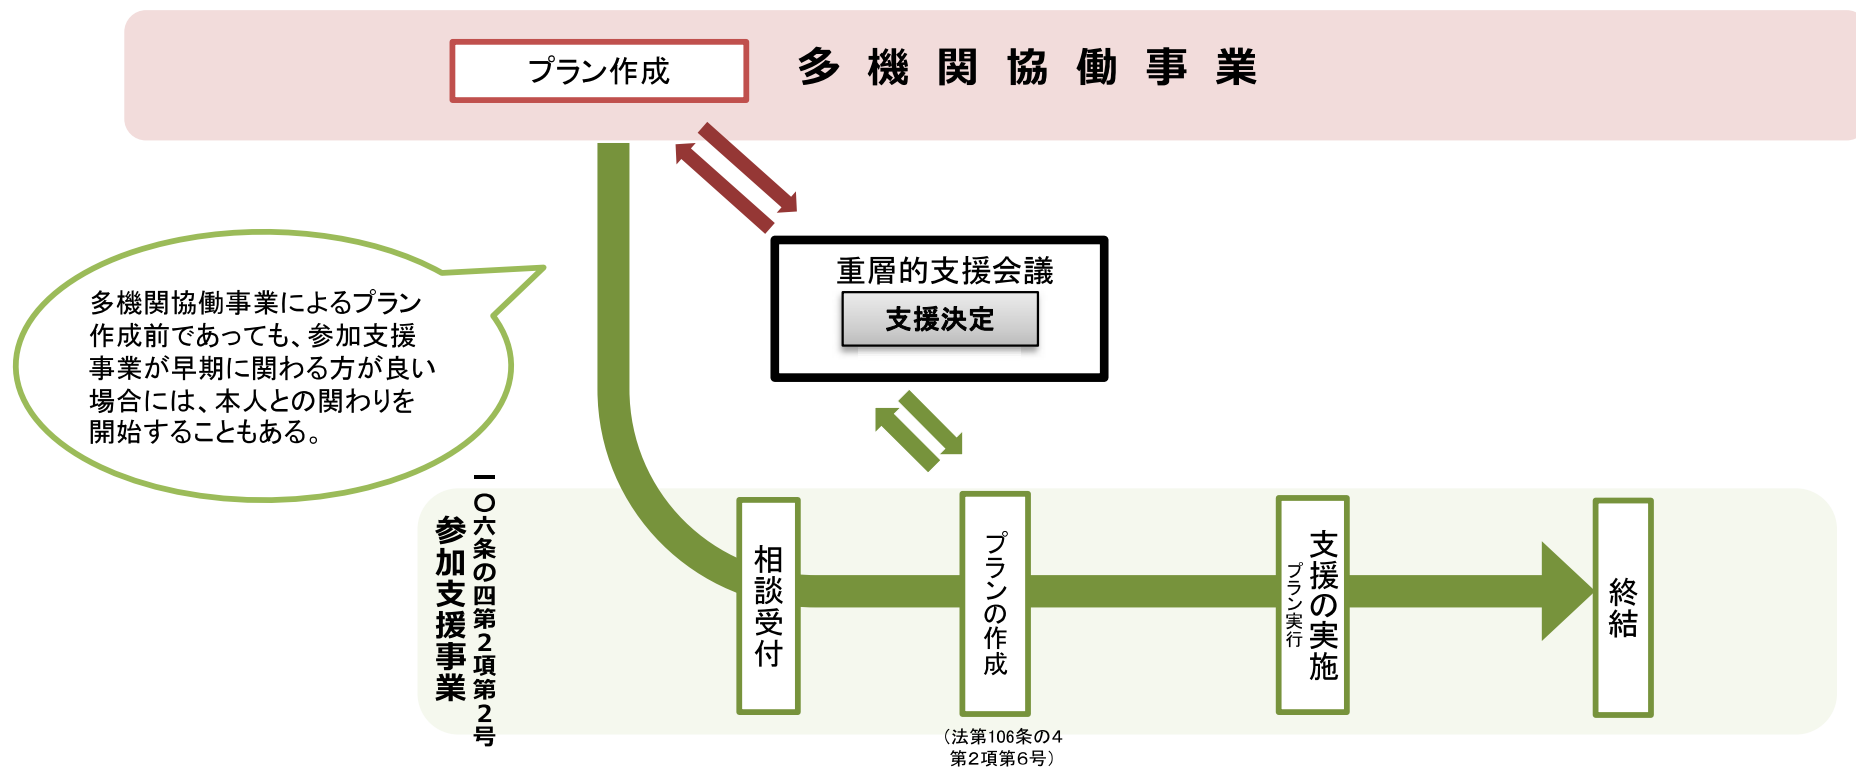 プラン作成
多機関協働事業
重層的支援会議
支援決定
多機関協働事業によるプラン
作成前であっても、参加支援
事業が早期に関わる方が良い
場合には、本人との関わりを
開始することもある。
一〇六条の四第2項第2号
参加支援事業
相談受付
プランの作成
（法第106条の4
第2項第6号）
支援の実施
プラン実行
終結